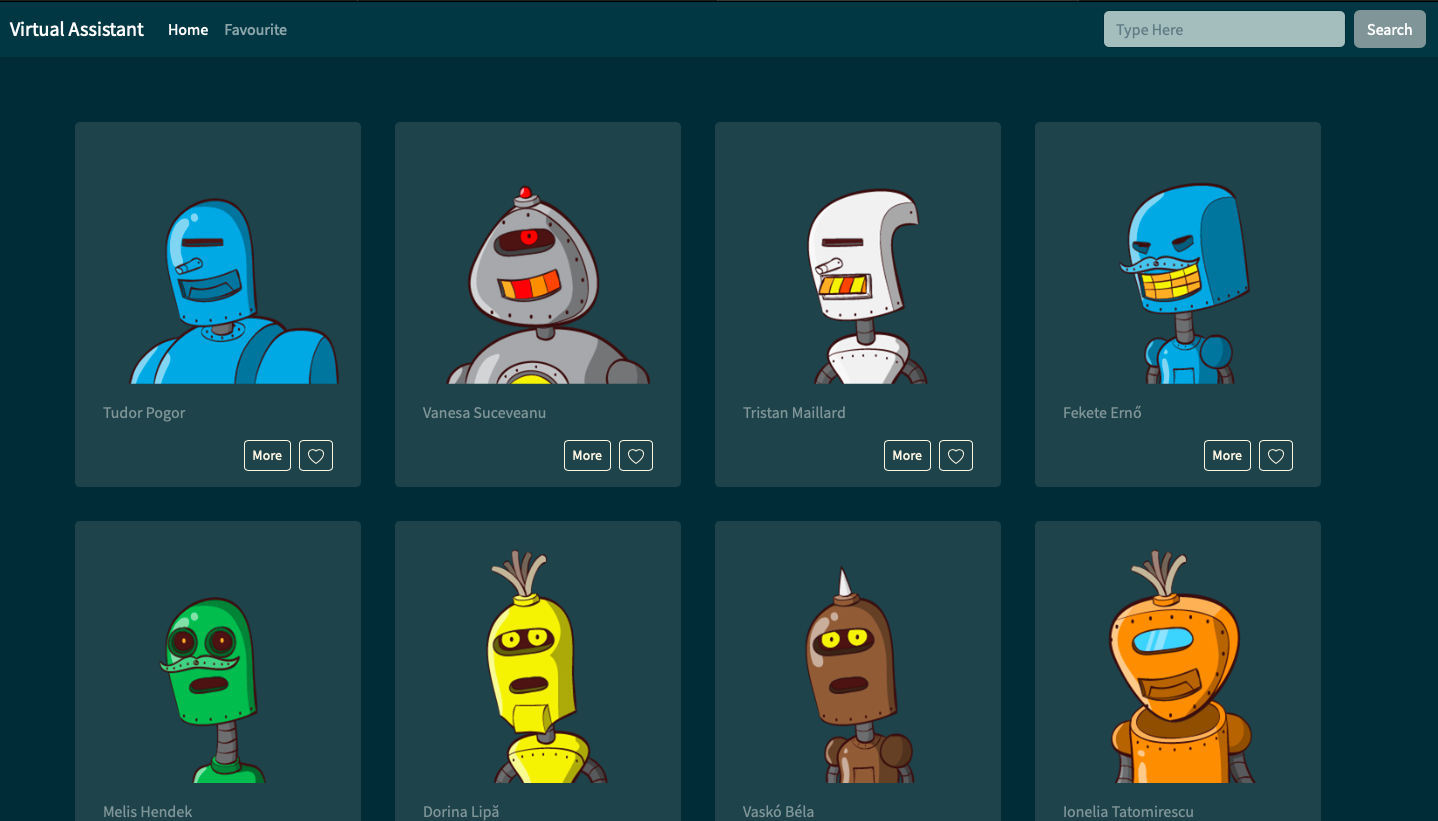 Virtual Assistant Home Favourite Type Here Search
Tudor Pogor Vanesa Suceveanu Tristan Maillard Fekete Ernő
More More More More
Melis Hendek Dorina Lipă Vaskó Béla Ionelia Tatomirescu